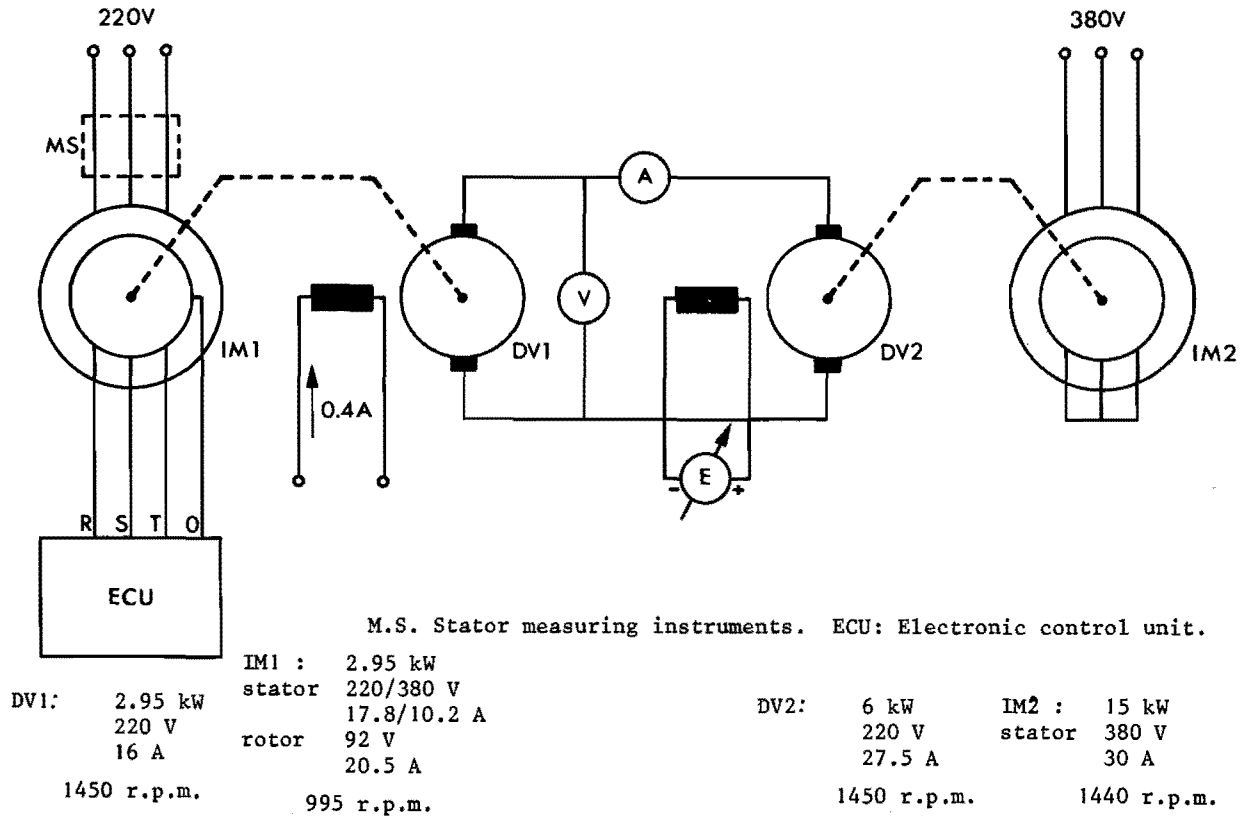 220V
380V
MS
A
V
IM1
DV1
DV2
IM2
0.4A
E
- +
R S T O
ECU
M.S. Stator measuring instruments. ECU: Electronic control unit.
DV1: 2.95 kW
220 V
16 A
1450 r.p.m.
IM1 : 2.95 kW
stator 220/380 V
17.8/10.2 A
rotor 92 V
20.5 A
995 r.p.m.
DV2: 6 kW
220 V
27.5 A
1450 r.p.m.
IM2 : 15 kW
stator 380 V
30 A
1440 r.p.m.